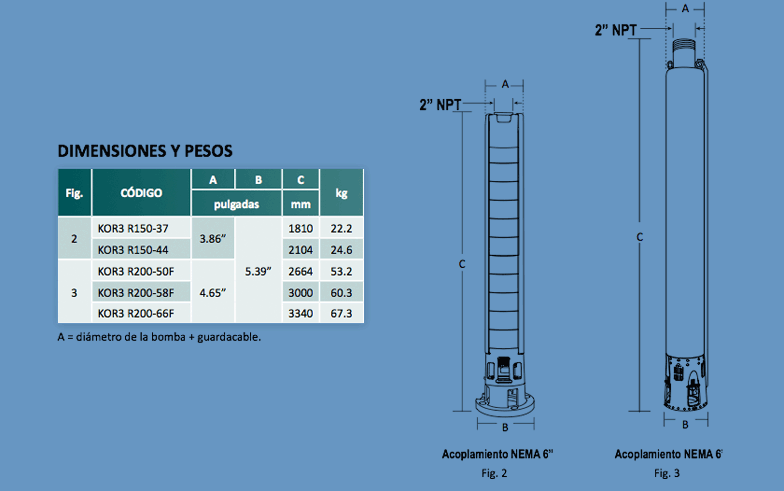 DIMENSIONES Y PESOS
Fig. CÓDIGO A B C kg
pulgadas mm
2 KOR3 R150-37 3.86” 5.39” 1810 22.2
KOR3 R150-44 2104 24.6
3 KOR3 R200-50F 4.65” 2664 53.2
KOR3 R200-58F 3000 60.3
KOR3 R200-66F 3340 67.3
A = diámetro de la bomba + guardacable.
A
2” NPT
C
B
Acoplamiento NEMA 6”
Fig. 2
A
2” NPT
C
B
Acoplamiento NEMA 6'
Fig. 3